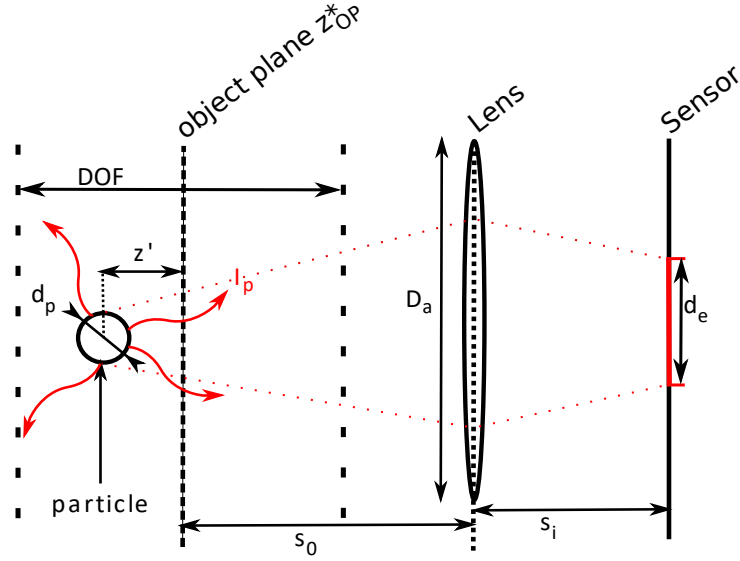 object plane z*OP
Lens
Sensor
DOF
z'
Ip
dp
Da
de
particle
s0
si